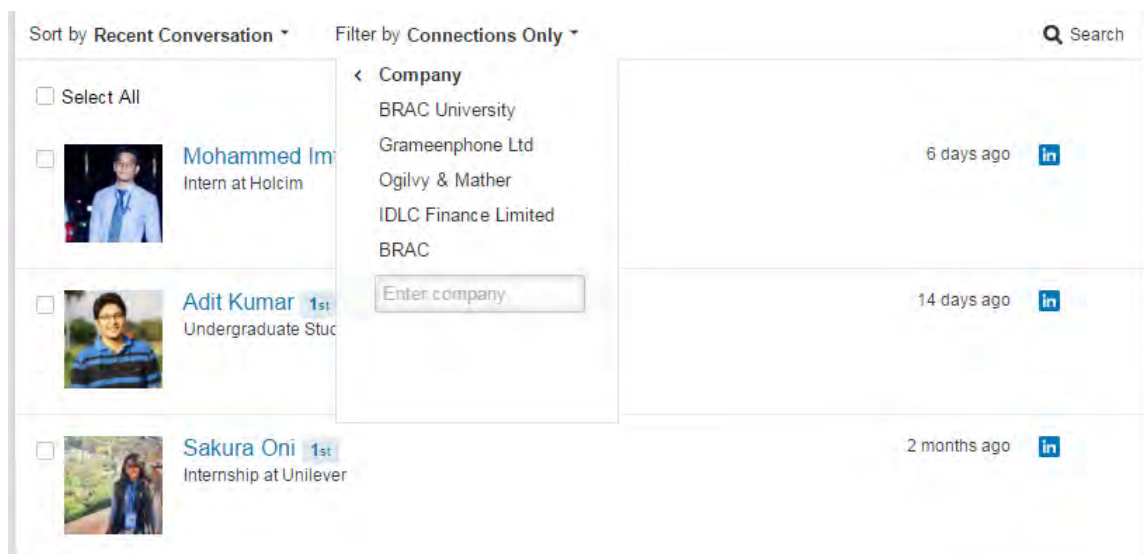 Sort by Recent Conversation Filter by Connections Only Search
< Company
Select All
BRAC University
Grameenphone Ltd
Ogilvy & Mather
IDLC Finance Limited
BRAC
Enter company
Mohammed Im
Intern at Holcim
6 days ago in
Adit Kumar 1st
Undergraduate Stud
14 days ago in
Sakura Oni 1st
Internship at Unilever
2 months ago in